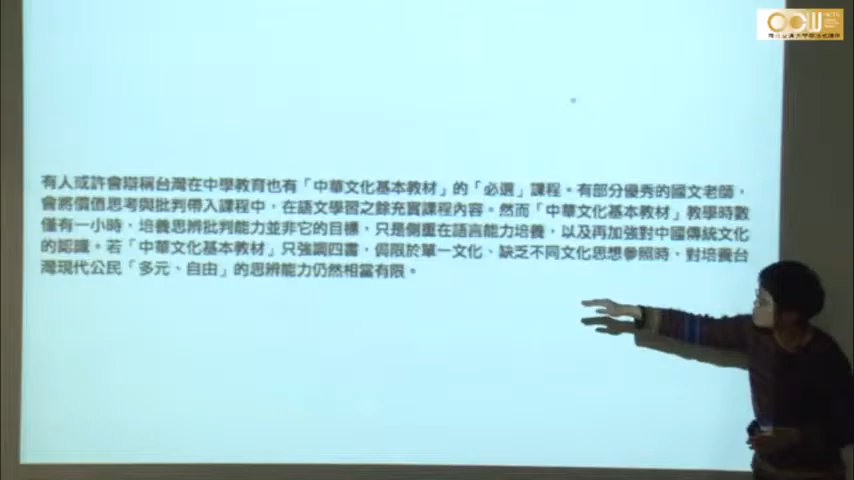 OCW
有人或許會辯稱台灣在中學教育也有「中華文化基本教材」的「必選」課程。有部分優秀的國文老師，
會將價值思考與批判帶入課程中，在語文學習之餘充實課程內容。然而「中華文化基本教材」教學時數
僅有一小時，培養思辨批判能力並非它的目標，只是側重在語言能力培養，以及再加強對中國傳統文化
的認識。若「中華文化基本教材」只強調四書，侷限於單一文化、缺乏不同文化思想參照時，對培養台
灣現代公民「多元、自由」的思辨能力仍然相當有限。